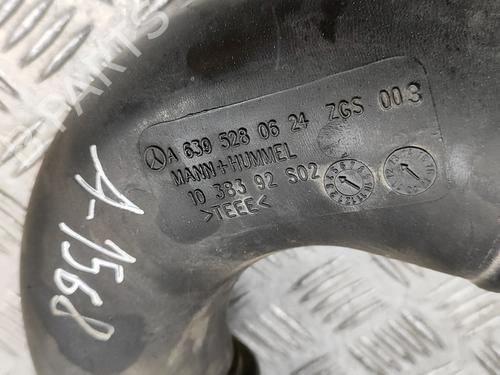 A 639 528 06 24 ZGS 003
MANN+HUMMEL
10 383 92 S02
>TEEE<
A-1568